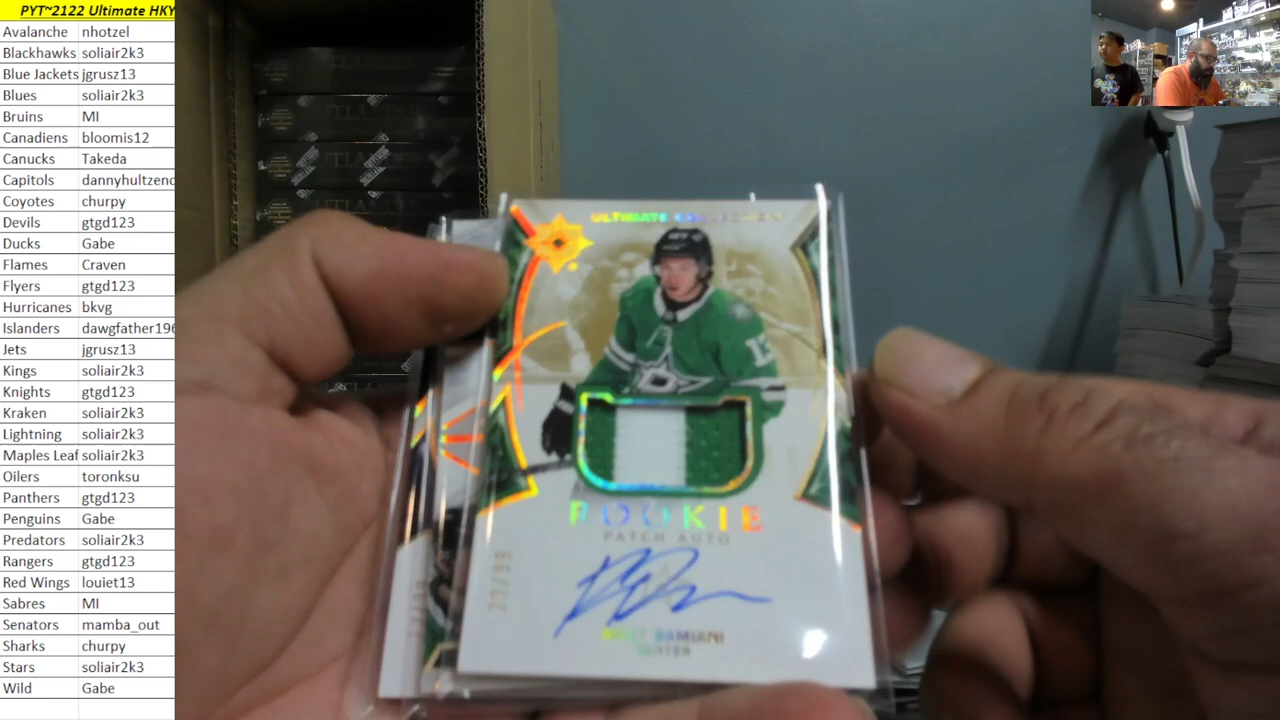 PYT~2122 Ultimate HKY
Avalanche nhotzel
Blackhawks soliair2k3
Blue Jackets jgrusz13
Blues soliair2k3
Bruins MI
Canadiens bloomis12
Canucks Takeda
Capitols dannyhultzend
Coyotes churpy
Devils gtgd123
Ducks Gabe
Flames Craven
Flyers gtgd123
Hurricanes bkvg
Islanders dawgfather196
Jets jgrusz13
Kings soliair2k3
Knights gtgd123
Kraken soliair2k3
Lightning soliair2k3
Maples Leaf soliair2k3
Oilers toronksu
Panthers gtgd123
Penguins Gabe
Predators soliair2k3
Rangers gtgd123
Red Wings louiet13
Sabres MI
Senators mamba_out
Sharks churpy
Stars soliair2k3
Wild Gabe
ULTIMATE
ROOKIE
PATCH AUTO
DAMIANI
CENTER